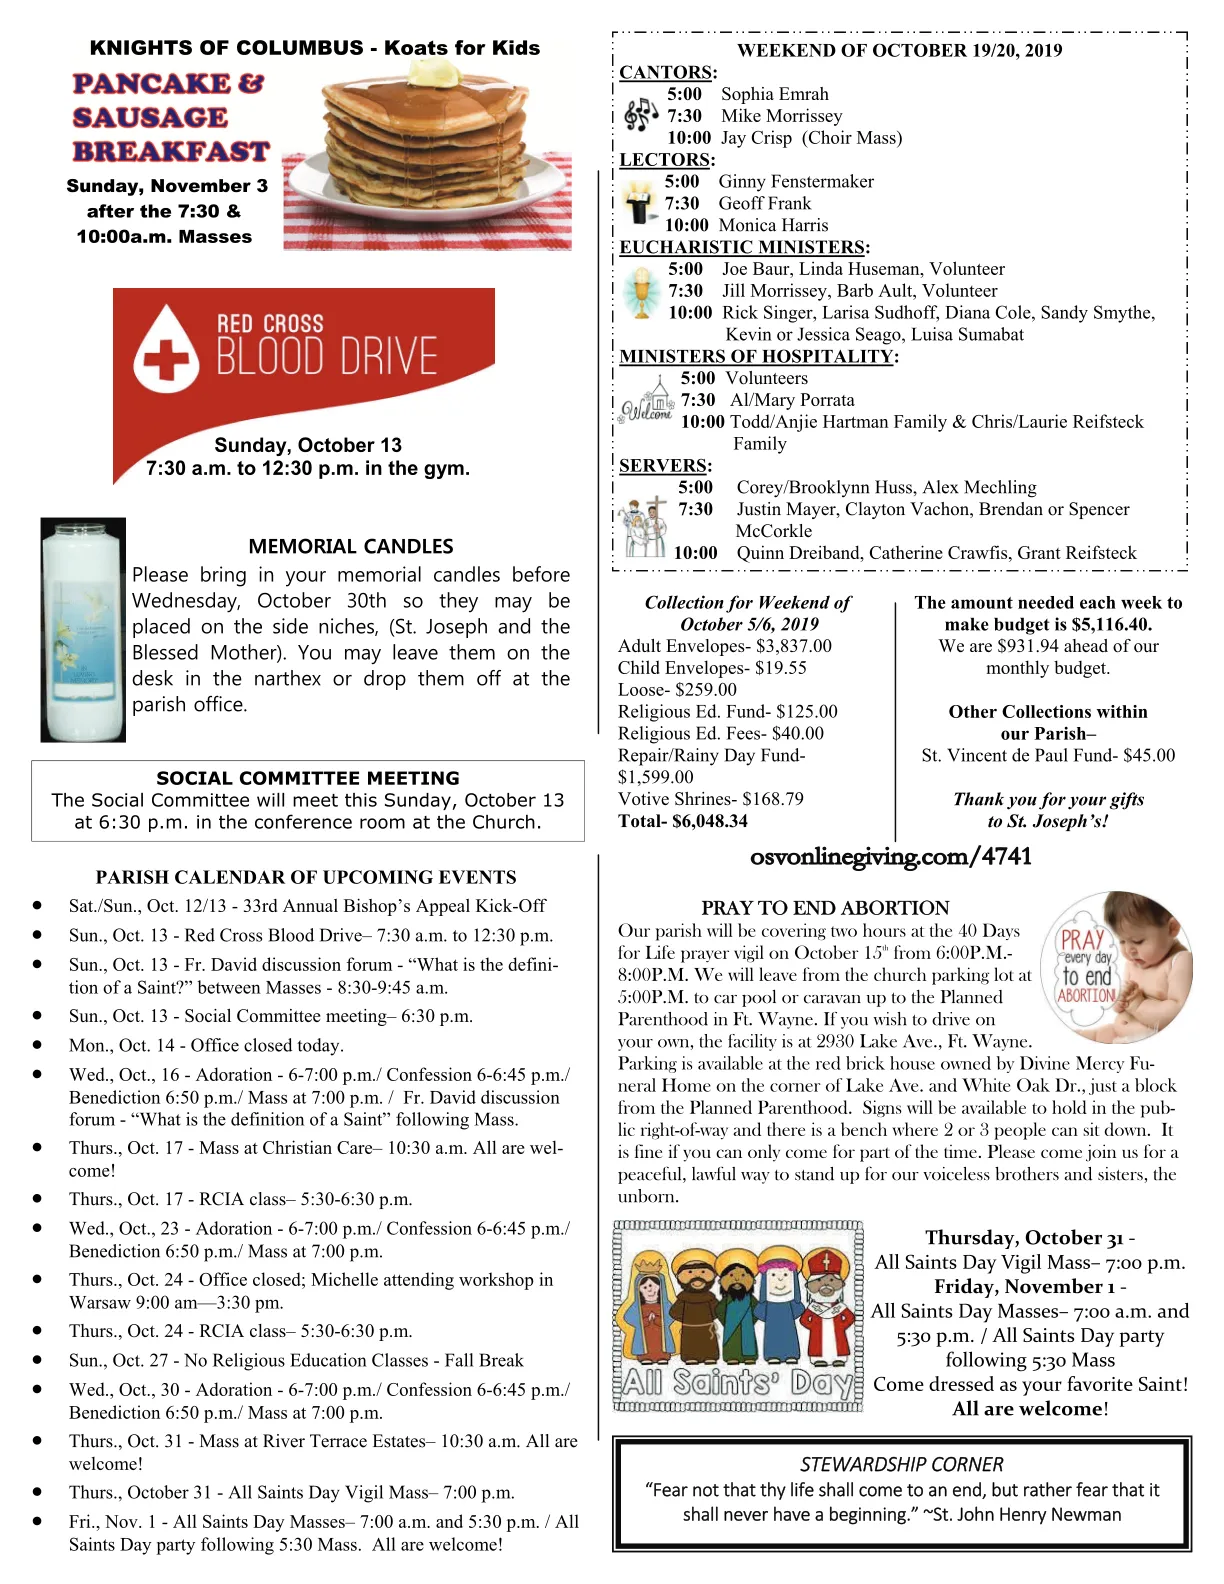 KNIGHTS OF COLUMBUS - Koats for Kids
PANCAKE &
SAUSAGE
BREAKFAST
Sunday, November 3
after the 7:30 &
10:00a.m. Masses
RED CROSS
BLOOD DRIVE
Sunday, October 13
7:30 a.m. to 12:30 p.m. in the gym.
MEMORIAL CANDLES
Please bring in your memorial candles before
Wednesday, October 30th so they may be
placed on the side niches, (St. Joseph and the
Blessed Mother). You may leave them on the
desk in the narthex or drop them off at the
parish office.
SOCIAL COMMITTEE MEETING
The Social Committee will meet this Sunday, October 13
at 6:30 p.m. in the conference room at the Church.
PARISH CALENDAR OF UPCOMING EVENTS
● Sat./Sun., Oct. 12/13 - 33rd Annual Bishop's Appeal Kick-Off
● Sun., Oct. 13 - Red Cross Blood Drive– 7:30 a.m. to 12:30 p.m.
● Sun., Oct. 13 - Fr. David discussion forum - “What is the defini-
tion of a Saint?” between Masses - 8:30-9:45 a.m.
● Sun., Oct. 13 - Social Committee meeting– 6:30 p.m.
● Mon., Oct. 14 - Office closed today.
● Wed., Oct., 16 - Adoration - 6-7:00 p.m./ Confession 6-6:45 p.m./
Benediction 6:50 p.m./ Mass at 7:00 p.m. / Fr. David discussion
forum - “What is the definition of a Saint” following Mass.
● Thurs., Oct. 17 - Mass at Christian Care– 10:30 a.m. All are wel-
come!
● Thurs., Oct. 17 - RCIA class– 5:30-6:30 p.m.
● Wed., Oct., 23 - Adoration - 6-7:00 p.m./ Confession 6-6:45 p.m./
Benediction 6:50 p.m./ Mass at 7:00 p.m.
● Thurs., Oct. 24 - Office closed; Michelle attending workshop in
Warsaw 9:00 am—3:30 pm.
● Thurs., Oct. 24 - RCIA class– 5:30-6:30 p.m.
● Sun., Oct. 27 - No Religious Education Classes - Fall Break
● Wed., Oct., 30 - Adoration - 6-7:00 p.m./ Confession 6-6:45 p.m./
Benediction 6:50 p.m./ Mass at 7:00 p.m.
● Thurs., Oct. 31 - Mass at River Terrace Estates– 10:30 a.m. All are
welcome!
● Thurs., October 31 - All Saints Day Vigil Mass– 7:00 p.m.
● Fri., Nov. 1 - All Saints Day Masses– 7:00 a.m. and 5:30 p.m. / All
Saints Day party following 5:30 Mass. All are welcome!
WEEKEND OF OCTOBER 19/20, 2019
CANTORS:
5:00 Sophia Emrah
7:30 Mike Morrissey
10:00 Jay Crisp (Choir Mass)
LECTORS:
5:00 Ginny Fenstermaker
7:30 Geoff Frank
10:00 Monica Harris
EUCHARISTIC MINISTERS:
5:00 Joe Baur, Linda Huseman, Volunteer
7:30 Jill Morrissey, Barb Ault, Volunteer
10:00 Rick Singer, Larisa Sudhoff, Diana Cole, Sandy Smythe,
Kevin or Jessica Seago, Luisa Sumabat
MINISTERS OF HOSPITALITY:
5:00 Volunteers
Welcome
7:30 Al/Mary Porrata
10:00 Todd/Anjie Hartman Family & Chris/Laurie Reifsteck
Family
SERVERS:
5:00 Corey/Brooklynn Huss, Alex Mechling
7:30 Justin Mayer, Clayton Vachon, Brendan or Spencer
McCorkle
10:00 Quinn Dreiband, Catherine Crawfis, Grant Reifsteck
Collection for Weekend of
October 5/6, 2019
Adult Envelopes- $3,837.00
Child Envelopes- $19.55
Loose- $259.00
Religious Ed. Fund- $125.00
Religious Ed. Fees- $40.00
Repair/Rainy Day Fund-
$1,599.00
Votive Shrines- $168.79
Total- $6,048.34
The amount needed each week to
make budget is $5,116.40.
We are $931.94 ahead of our
monthly budget.
Other Collections within
our Parish–
St. Vincent de Paul Fund- $45.00
Thank you for your gifts
to St. Joseph's!
osvonlinegiving.com/4741
PRAY TO END ABORTION
Our parish will be covering two hours at the 40 Days
for Life prayer vigil on October 15th from 6:00P.M.-
8:00P.M. We will leave from the church parking lot at
5:00P.M. to car pool or caravan up to the Planned
Parenthood in Ft. Wayne. If you wish to drive on
your own, the facility is at 2930 Lake Ave., Ft. Wayne.
Parking is available at the red brick house owned by Divine Mercy Fu-
neral Home on the corner of Lake Ave. and White Oak Dr., just a block
from the Planned Parenthood. Signs will be available to hold in the pub-
lic right-of-way and there is a bench where 2 or 3 people can sit down. It
is fine if you can only come for part of the time. Please come join us for a
peaceful, lawful way to stand up for our voiceless brothers and sisters, the
unborn.
PRAY
every day
to end
ABORTION!
All Saints' Day
Thursday, October 31 -
All Saints Day Vigil Mass– 7:00 p.m.
Friday, November 1 -
All Saints Day Masses– 7:00 a.m. and
5:30 p.m. / All Saints Day party
following 5:30 Mass
Come dressed as your favorite Saint!
All are welcome!
STEWARDSHIP CORNER
“Fear not that thy life shall come to an end, but rather fear that it
shall never have a beginning.” ~St. John Henry Newman